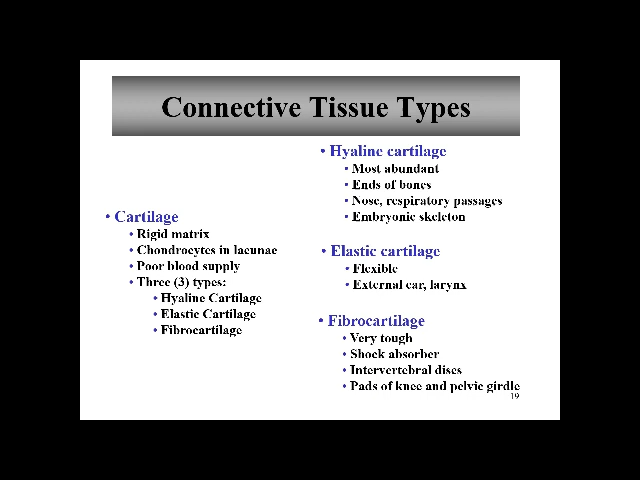 Connective Tissue Types
• Cartilage
• Rigid matrix
• Chondrocytes in lacunae
• Poor blood supply
• Three (3) types:
• Hyaline Cartilage
• Elastic Cartilage
• Fibrocartilage
• Hyaline cartilage
• Most abundant
• Ends of bones
• Nose, respiratory passages
• Embryonic skeleton
• Elastic cartilage
• Flexible
• External ear, larynx
• Fibrocartilage
• Very tough
• Shock absorber
• Intervertebral discs
• Pads of knee and pelvic girdle
19